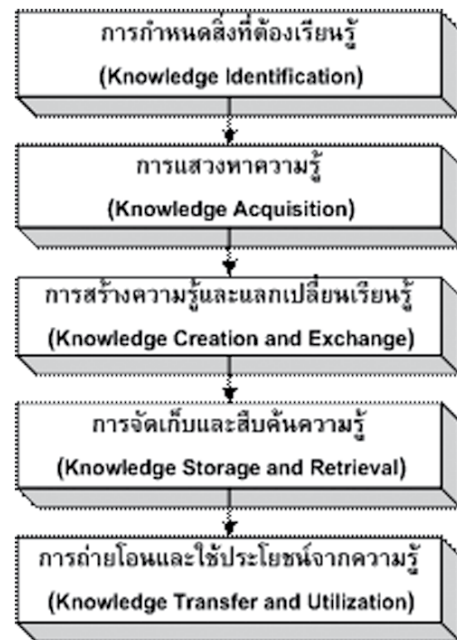 การกำหนดสิ่งที่ต้องเรียนรู้
(Knowledge Identification)
การแสวงหาความรู้
(Knowledge Acquisition)
การสร้างความรู้และแลกเปลี่ยนเรียนรู้
(Knowledge Creation and Exchange)
การจัดเก็บและสืบค้นความรู้
(Knowledge Storage and Retrieval)
การถ่ายโอนและใช้ประโยชน์จากความรู้
(Knowledge Transfer and Utilization)